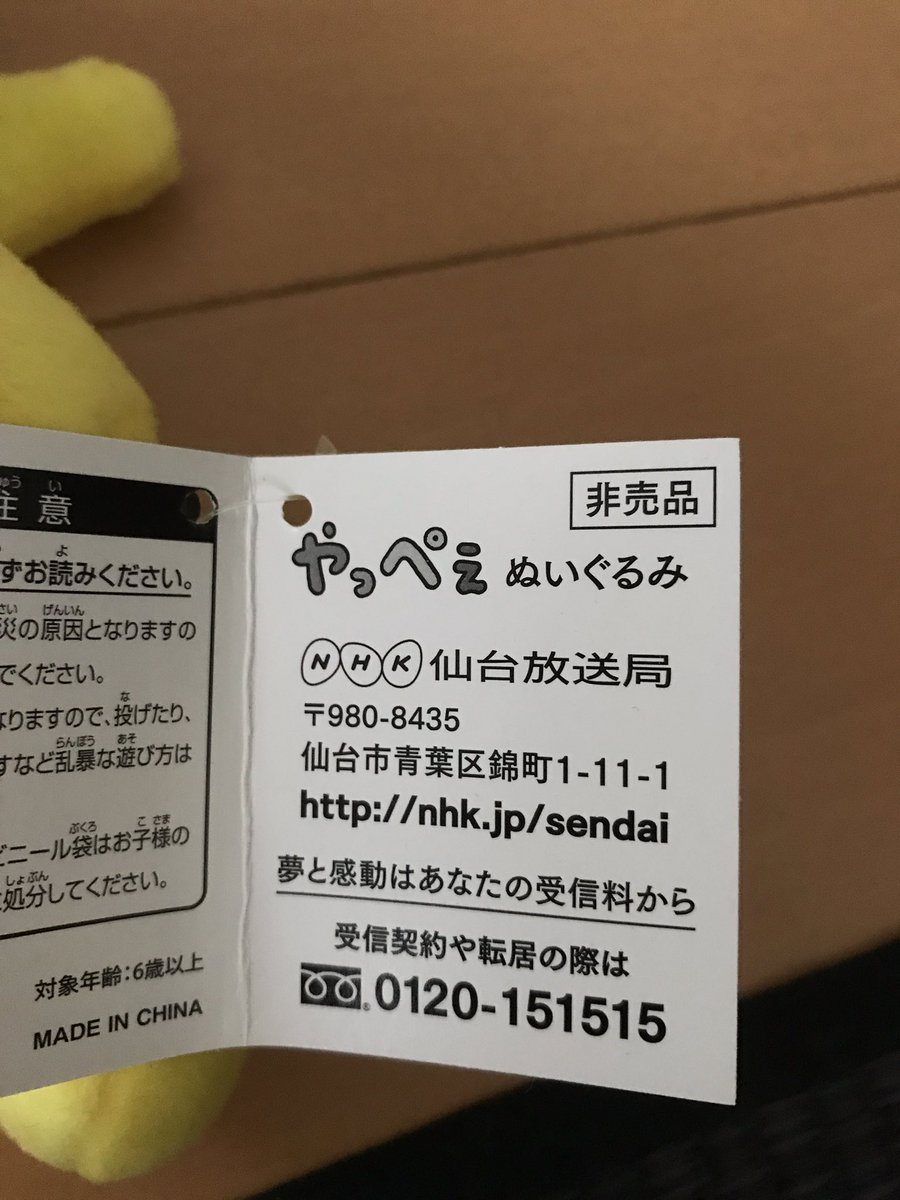 注意
ずお読みください。
災の原因となりますの
でください。
なりますので、投げたり、
すなど乱暴な遊び方は
ビニール袋はお子様の
処分してください。
対象年齢:6歳以上
MADE IN CHINA
非売品
やっぺぇ ぬいぐるみ
NHK 仙台放送局
〒980-8435
仙台市青葉区錦町1-11-1
http://nhk.jp/sendai
夢と感動はあなたの受信料から
受信契約や転居の際は
0120-151515